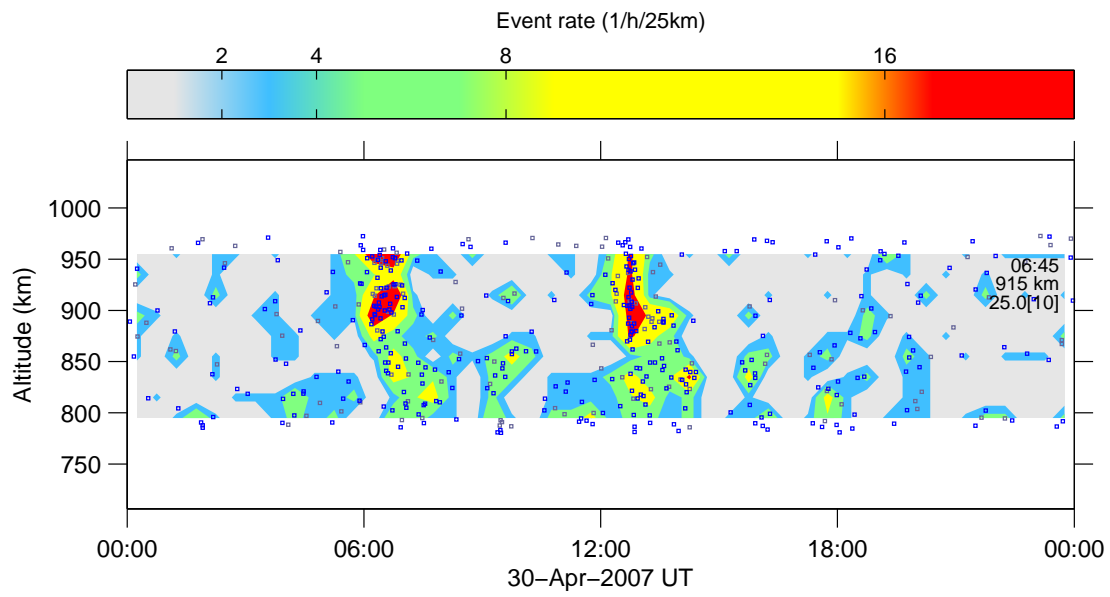 Event rate (1/h/25km)
2 4 8 16
Altitude (km)
1000
950
900
850
800
750
06:45
915 km
25.0[10]
00:00 06:00 12:00 18:00 00:00
30−Apr−2007 UT